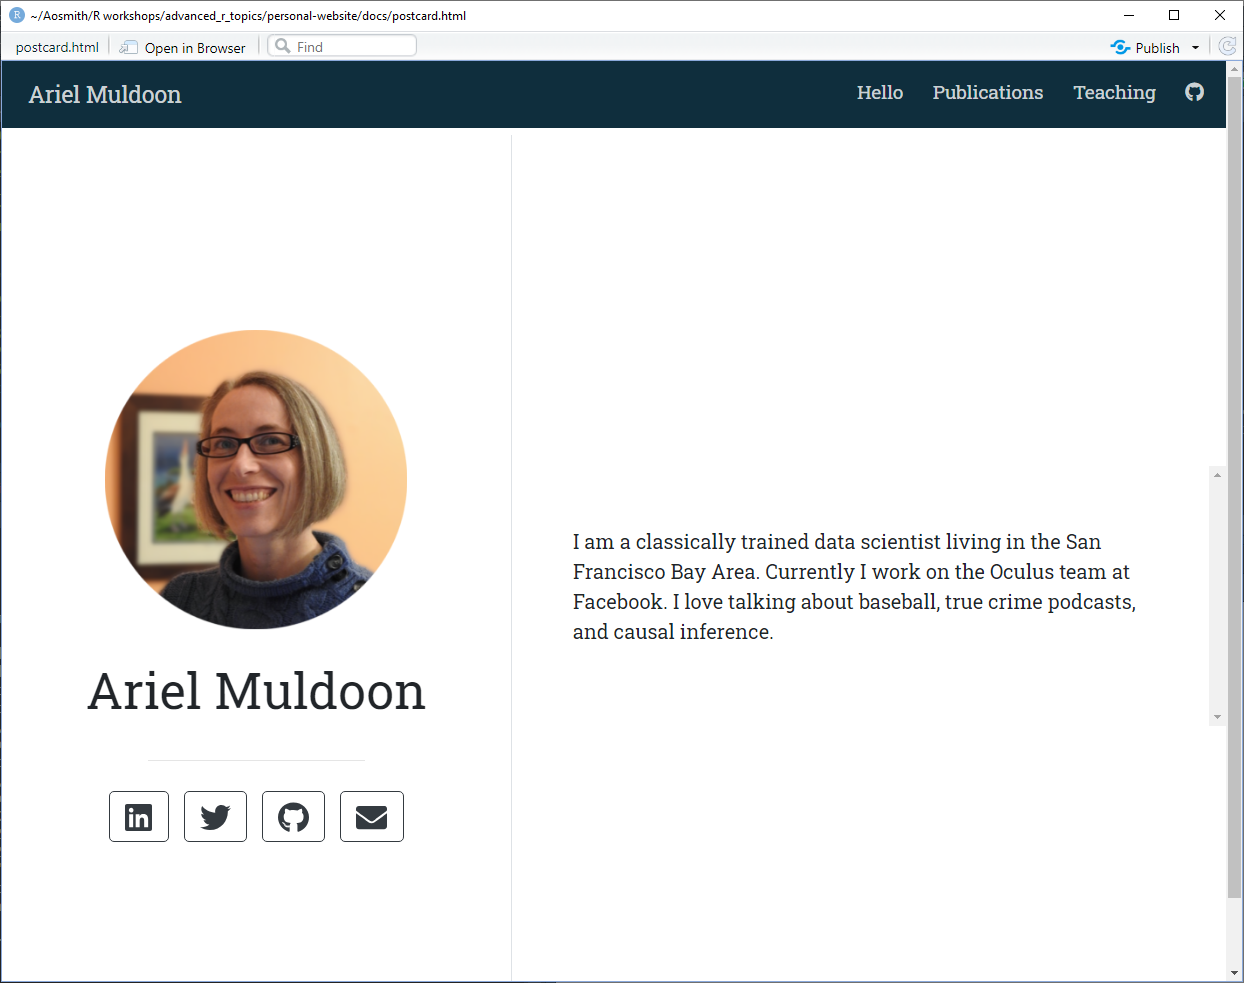 ~/Aosmith/R workshops/advanced_r_topics/personal-website/docs/postcard.html
postcard.html Open in Browser Find Publish
Ariel Muldoon Hello Publications Teaching
Ariel Muldoon
in
I am a classically trained data scientist living in the San
Francisco Bay Area. Currently I work on the Oculus team at
Facebook. I love talking about baseball, true crime podcasts,
and causal inference.